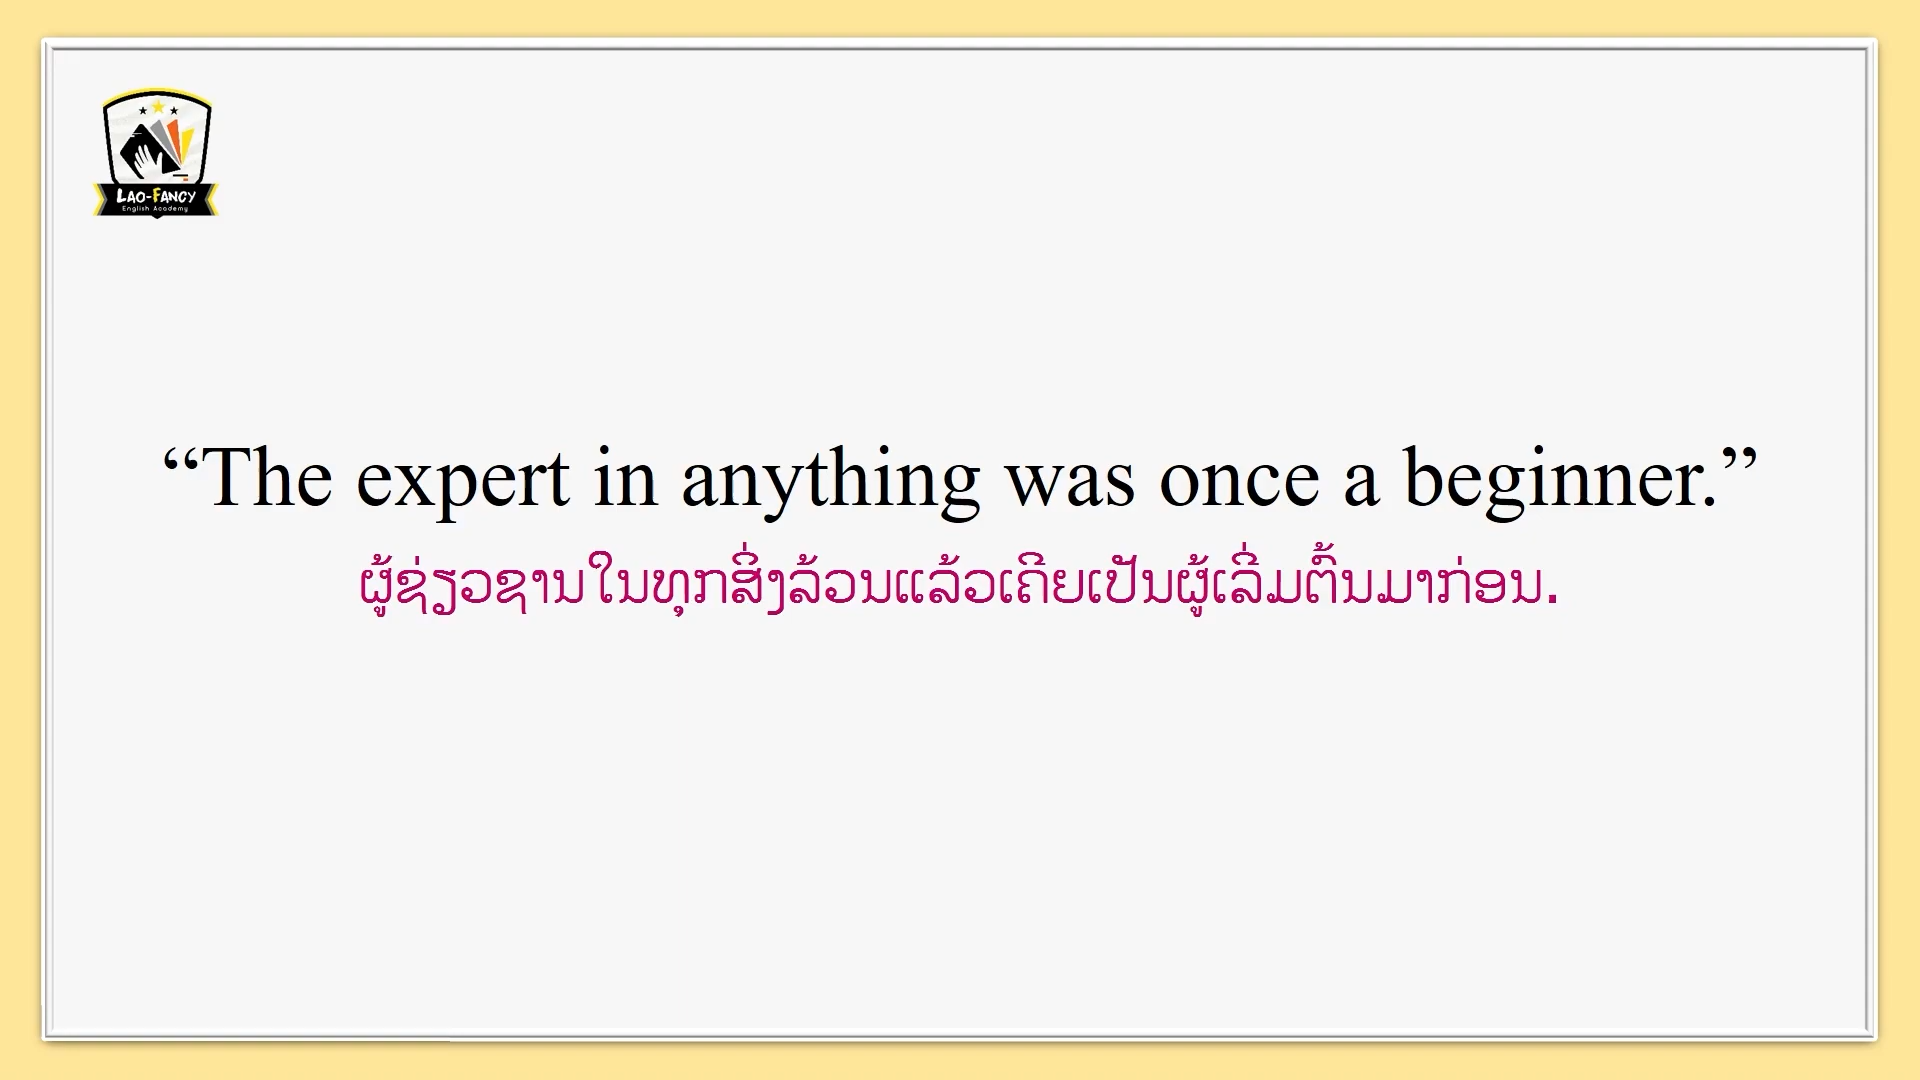 LAO-FANCY
English Academy
“The expert in anything was once a beginner.”
ຜູ້ຊ່ຽວຊານໃນທຸກສິ່ງລ້ວນແລ້ວເຄີຍເປັນຜູ້ເລີ່ມຕົ້ນມາກ່ອນ.